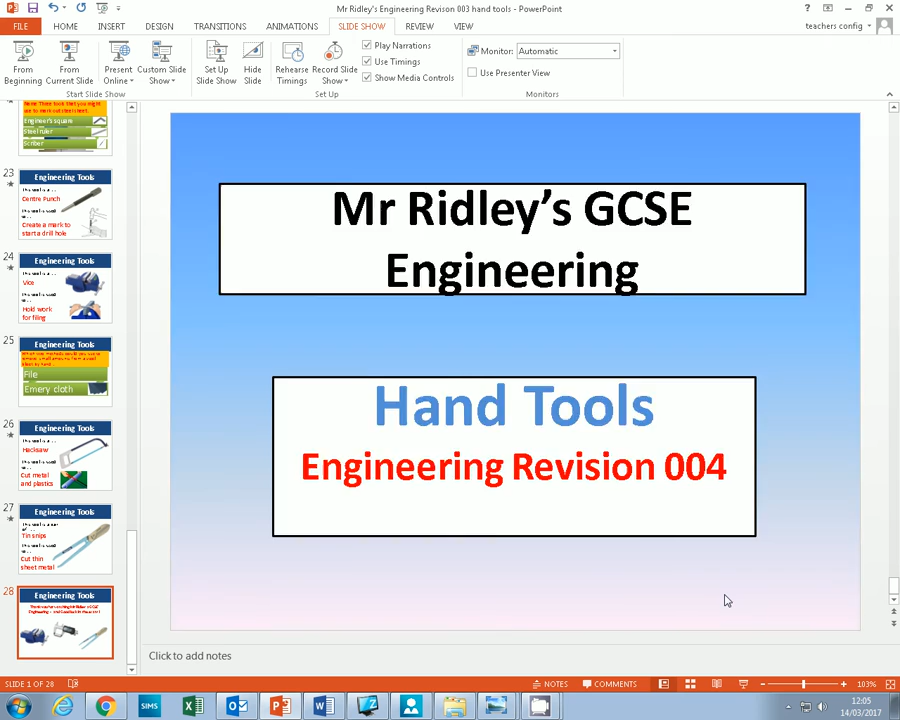 Mr Ridley's Engineering Revison 003 hand tools - PowerPoint
FILE HOME INSERT DESIGN TRANSITIONS ANIMATIONS SLIDE SHOW REVIEW VIEW teachers config
From Beginning
From Current Slide
Present Online
Custom Slide Show
Set Up Slide Show
Hide Slide
Rehearse Timings
Record Slide Show
Play Narrations
Use Timings
Show Media Controls
Monitor: Automatic
Use Presenter View
Start Slide Show
Set Up
Monitors
Engineer's square
Steel ruler
Scriber
23
Engineering Tools
Centre Punch
Create a mark to
start a drill hole
24
Engineering Tools
Vice
Hold work
for filing
25
Engineering Tools
File
Emery cloth
26
Engineering Tools
Hacksaw
Cut metal
and plastics
27
Engineering Tools
Tin snips
Cut thin
sheet metal
28
Engineering Tools
Mr Ridley’s GCSE
Engineering
Hand Tools
Engineering Revision 004
Click to add notes
SLIDE 1 OF 28 NOTES COMMENTS 103%
SIMS
12:05
14/03/2017